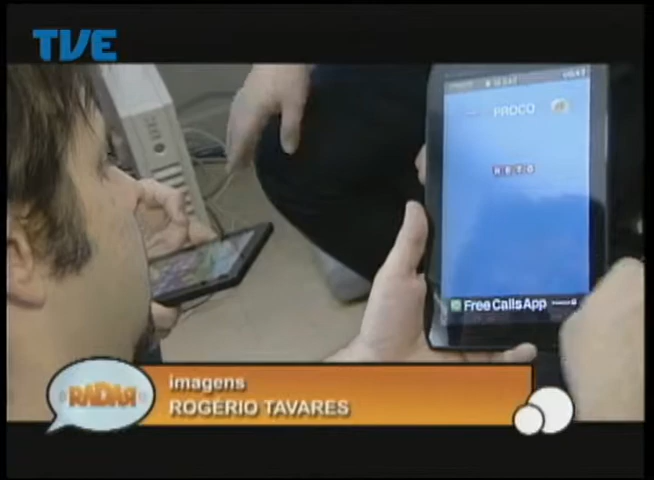 TVE
PROCO
Free Calls App
imagens
RADAR
ROGÉRIO TAVARES